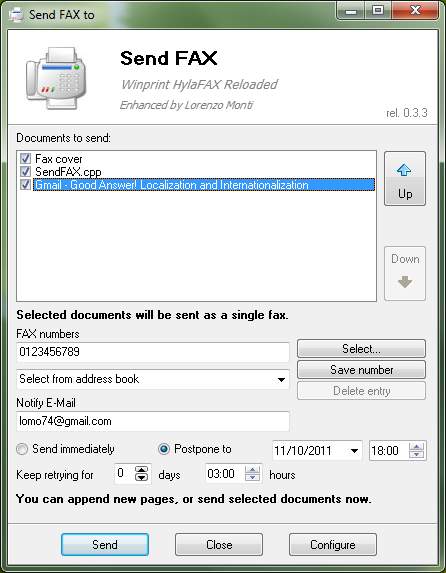 Send FAX to
Send FAX
Winprint HylaFAX Reloaded
Enhanced by Lorenzo Monti
rel. 0.3.3
Documents to send:
Fax cover
SendFAX.cpp
Gmail - Good Answer! Localization and Internationalization
Up
Down
Selected documents will be sent as a single fax.
FAX numbers
0123456789
Select...
Select from address book
Save number
Delete entry
Notify E-Mail
lomo74@gmail.com
Send immediately Postpone to 11/10/2011 18:00
Keep retrying for 0 days 03:00 hours
You can append new pages, or send selected documents now.
Send Close Configure